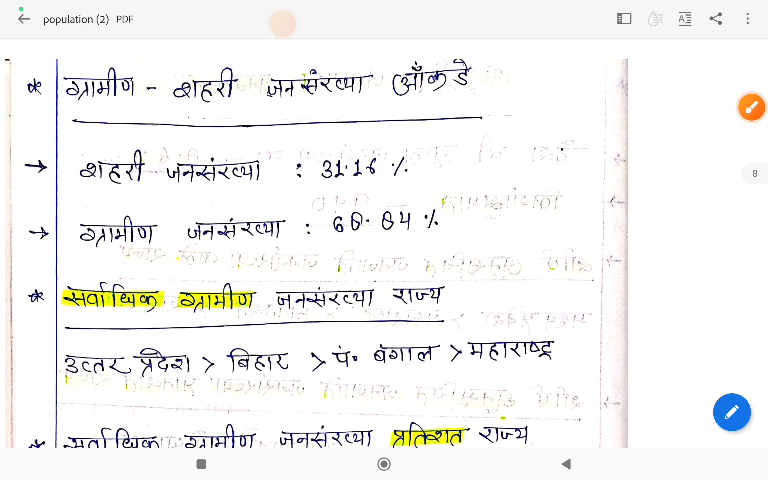 population (2) PDF
* ग्रामीण - शहरी जनसंख्या आँकडे
8
→ शहरी जनसंख्या : 31.16 %
→ ग्रामीण जनसंख्या : 68.84 %
* सर्वाधिक ग्रामीण जनसंख्या राज्य
उत्तर प्रदेश > बिहार > पं. बंगाल > महाराष्ट्र
* सर्वाधिक ग्रामीण जनसंख्या प्रतिशत राज्य